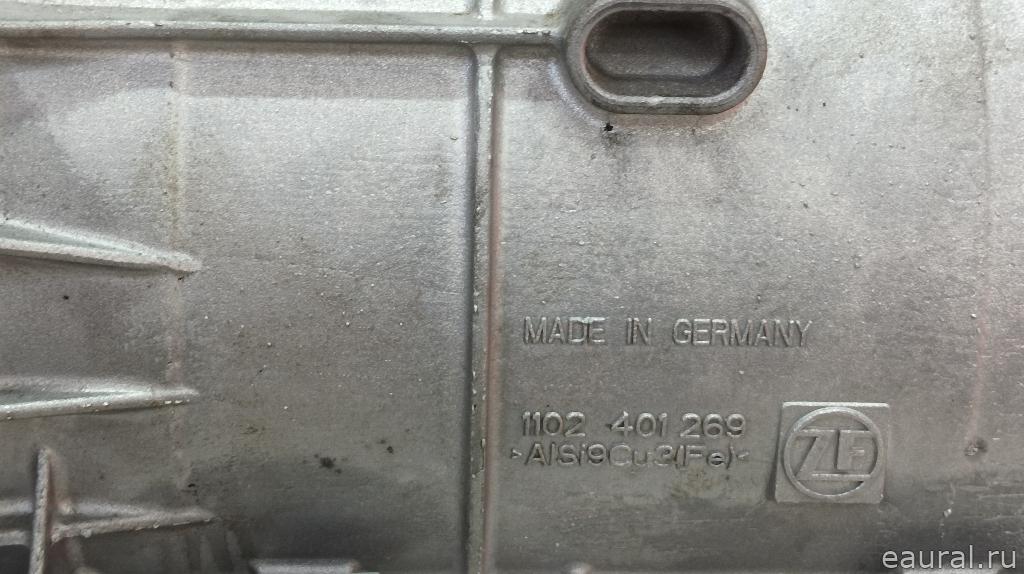 MADE IN GERMANY
1102 401 269
>AlSi9Cu3(Fe)<
ZF
eaural.ru